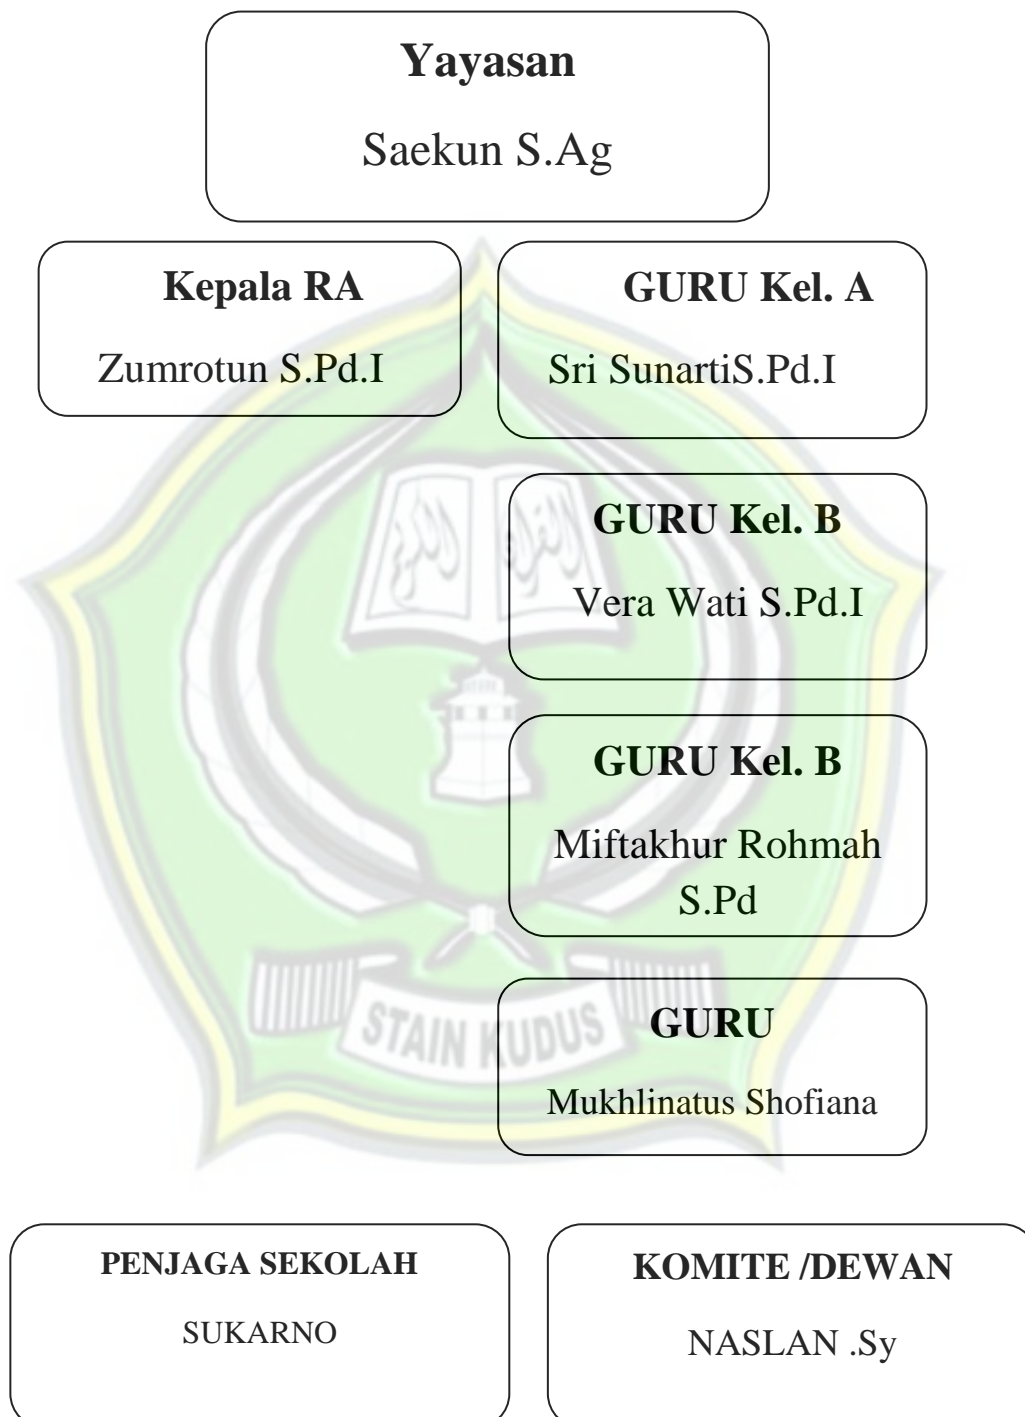 Yayasan
Saekun S.Ag
Kepala RA
Zumrotun S.Pd.I
GURU Kel. A
Sri SunartiS.Pd.I
GURU Kel. B
Vera Wati S.Pd.I
GURU Kel. B
Miftakhur Rohmah
S.Pd
GURU
Mukhlinatus Shofiana
STAIN KUDUS
PENJAGA SEKOLAH
SUKARNO
KOMITE /DEWAN
NASLAN .Sy